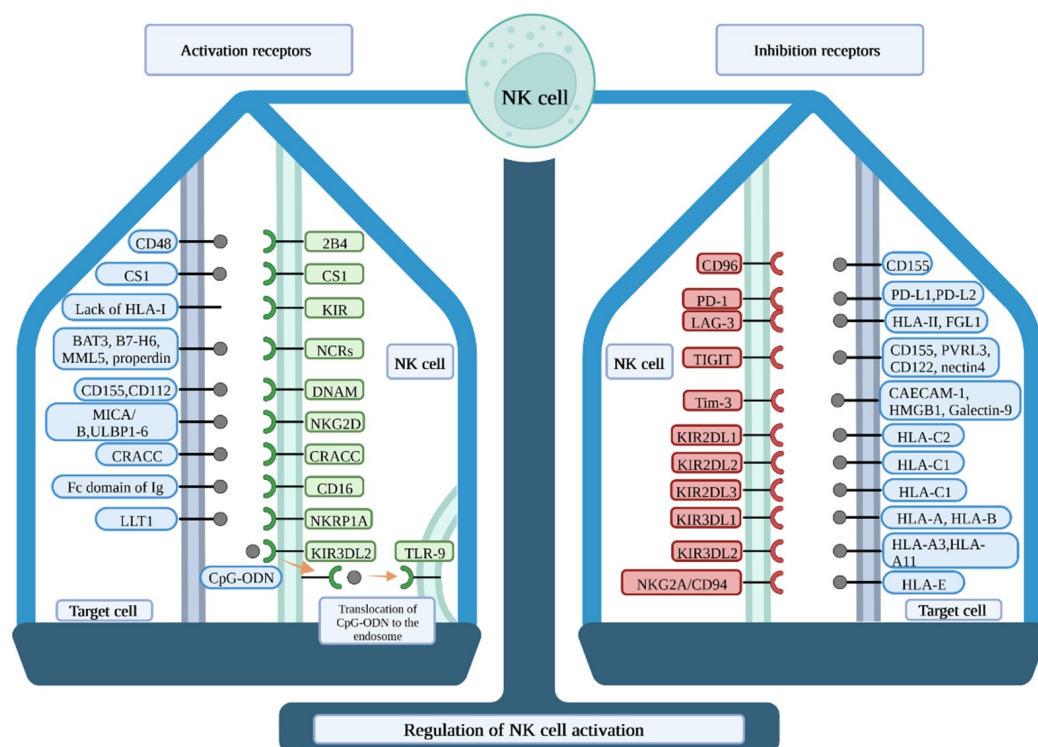 Activation receptors
NK cell
Inhibition receptors
CD48
2B4
CS1
CS1
Lack of HLA-I
KIR
BAT3, B7-H6,
MML5, properdin
NCRs
NK cell
CD155,CD112
DNAM
MICA/
B,ULBP1-6
NKG2D
CRACC
CRACC
Fc domain of Ig
CD16
LLT1
NKRP1A
KIR3DL2
TLR-9
CpG-ODN
Translocation of
CpG-ODN to the
endosome
Target cell
CD96
CD155
PD-1
PD-L1,PD-L2
LAG-3
HLA-II, FGL1
NK cell
TIGIT
CD155, PVRL3,
CD122, nectin4
Tim-3
CAECAM-1,
HMGB1, Galectin-9
KIR2DL1
HLA-C2
KIR2DL2
HLA-C1
KIR2DL3
HLA-C1
KIR3DL1
HLA-A, HLA-B
KIR3DL2
HLA-A3,HLA-
A11
NKG2A/CD94
HLA-E
Target cell
Regulation of NK cell activation